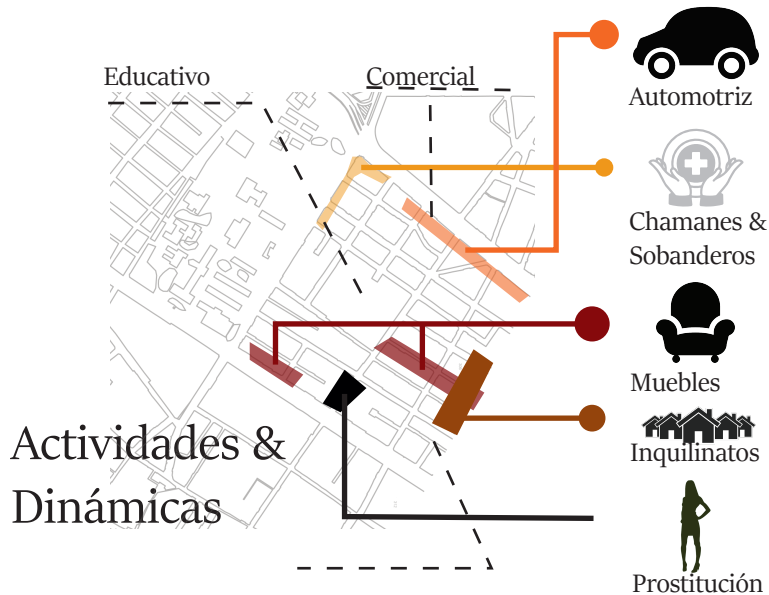 Educativo
Comercial
Automotriz
Chamanes &
Sobanderos
Muebles
Inquilinatos
Prostitución
Actividades &
Dinámicas